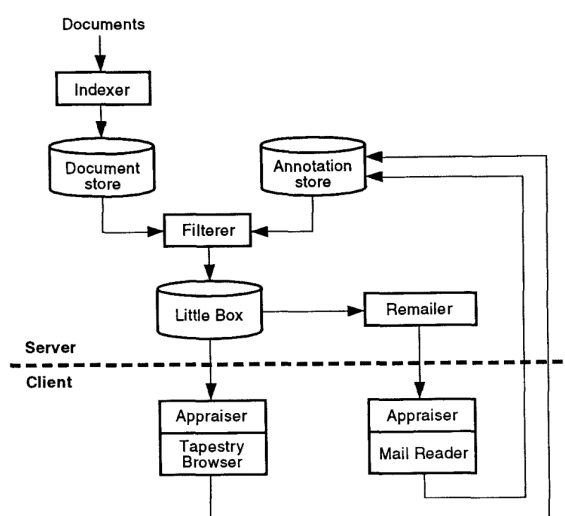 Documents
Indexer
Document
store
Annotation
store
Filterer
Little Box
Remailer
Server
Client
Appraiser
Tapestry
Browser
Appraiser
Mail Reader